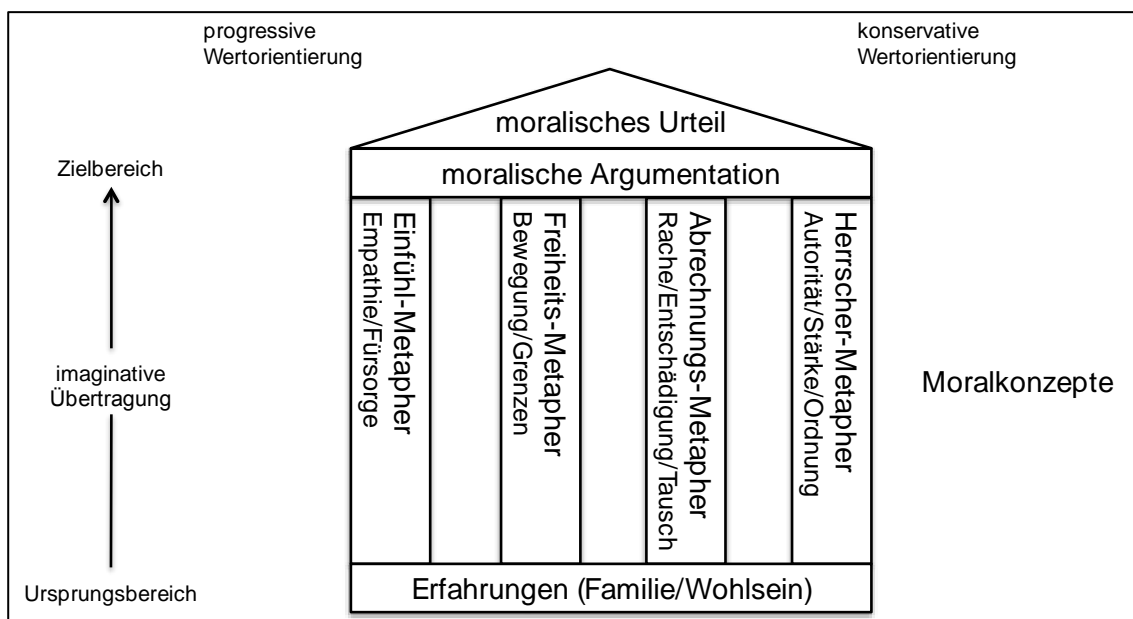 progressive
Wertorientierung
konservative
Wertorientierung
moralisches Urteil
Zielbereich
moralische Argumentation
Einfühl-Metapher
Empathie/Fürsorge
Freiheits-Metapher
Bewegung/Grenzen
Abrechnungs-Metapher
Rache/Entschädigung/Tausch
Herrscher-Metapher
Autorität/Stärke/Ordnung
imaginative
Übertragung
Moralkonzepte
Ursprungsbereich
Erfahrungen (Familie/Wohlsein)